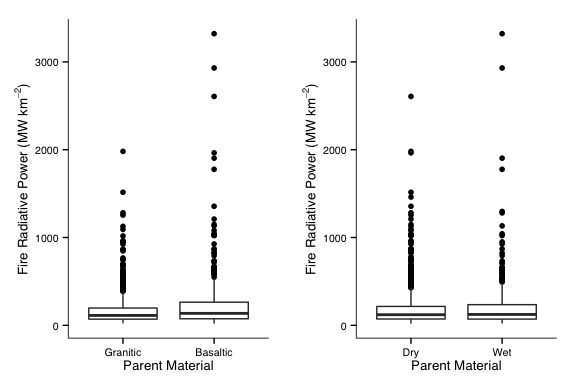 Fire Radiative Power (MW km⁻²)
3000
2000
1000
0
Granitic Basaltic
Parent Material
Fire Radiative Power (MW km⁻²)
3000
2000
1000
0
Dry Wet
Parent Material